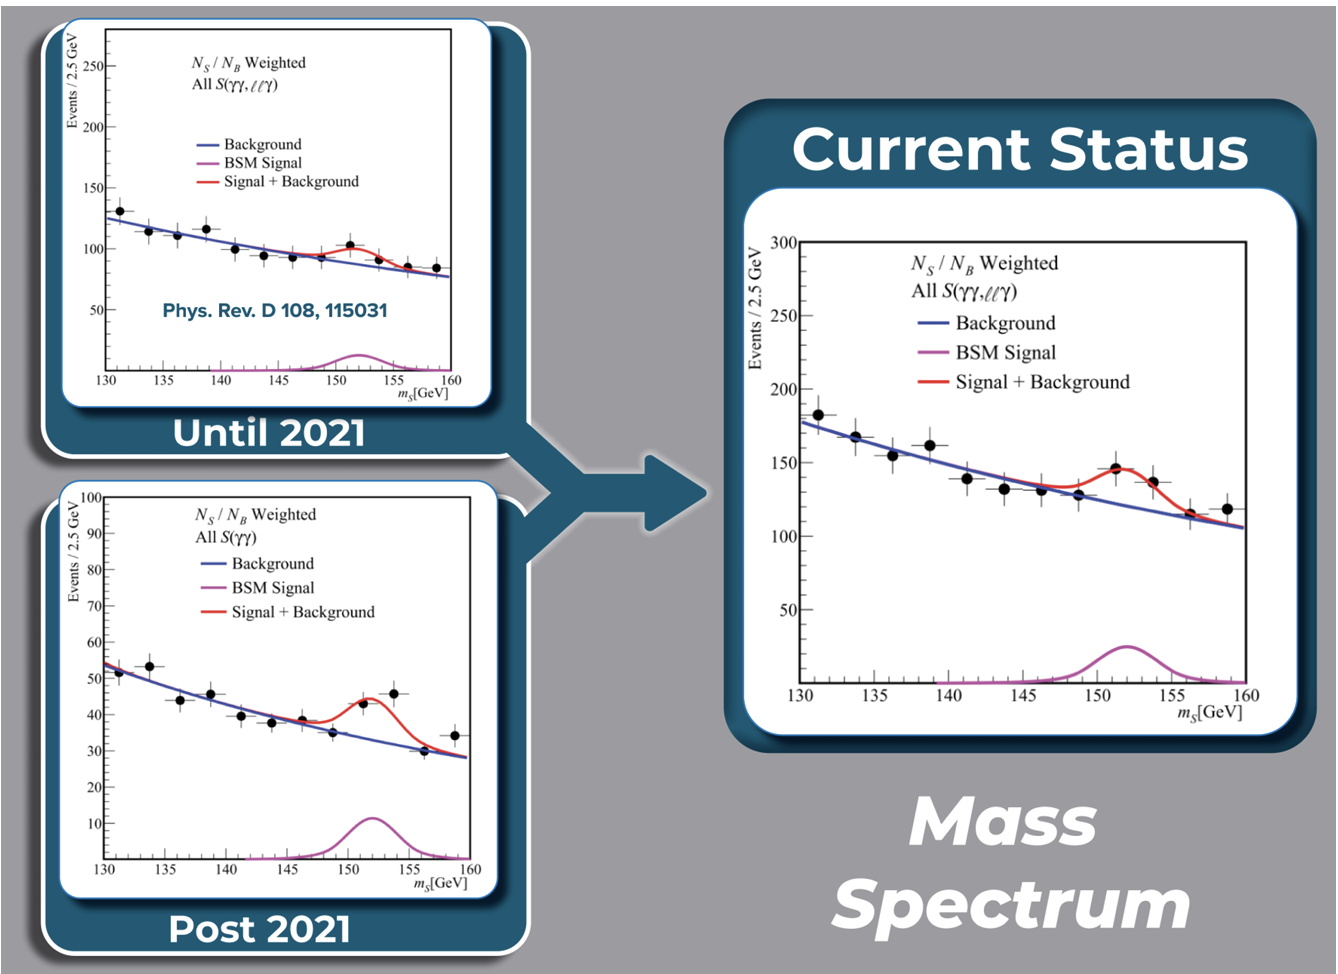 Events / 2.5 GeV
N_S / N_B Weighted
All S(γγ,ℓℓγ)
Background
BSM Signal
Signal + Background
Phys. Rev. D 108, 115031
250
200
150
100
50
130 135 140 145 150 155 160
m_S[GeV]
Until 2021
Events / 2.5 GeV
N_S / N_B Weighted
All S(γγ)
Background
BSM Signal
Signal + Background
100
90
80
70
60
50
40
30
20
10
130 135 140 145 150 155 160
m_S[GeV]
Post 2021
Current Status
Events / 2.5 GeV
N_S / N_B Weighted
All S(γγ,ℓℓγ)
Background
BSM Signal
Signal + Background
300
250
200
150
100
50
130 135 140 145 150 155 160
m_S[GeV]
Mass
Spectrum